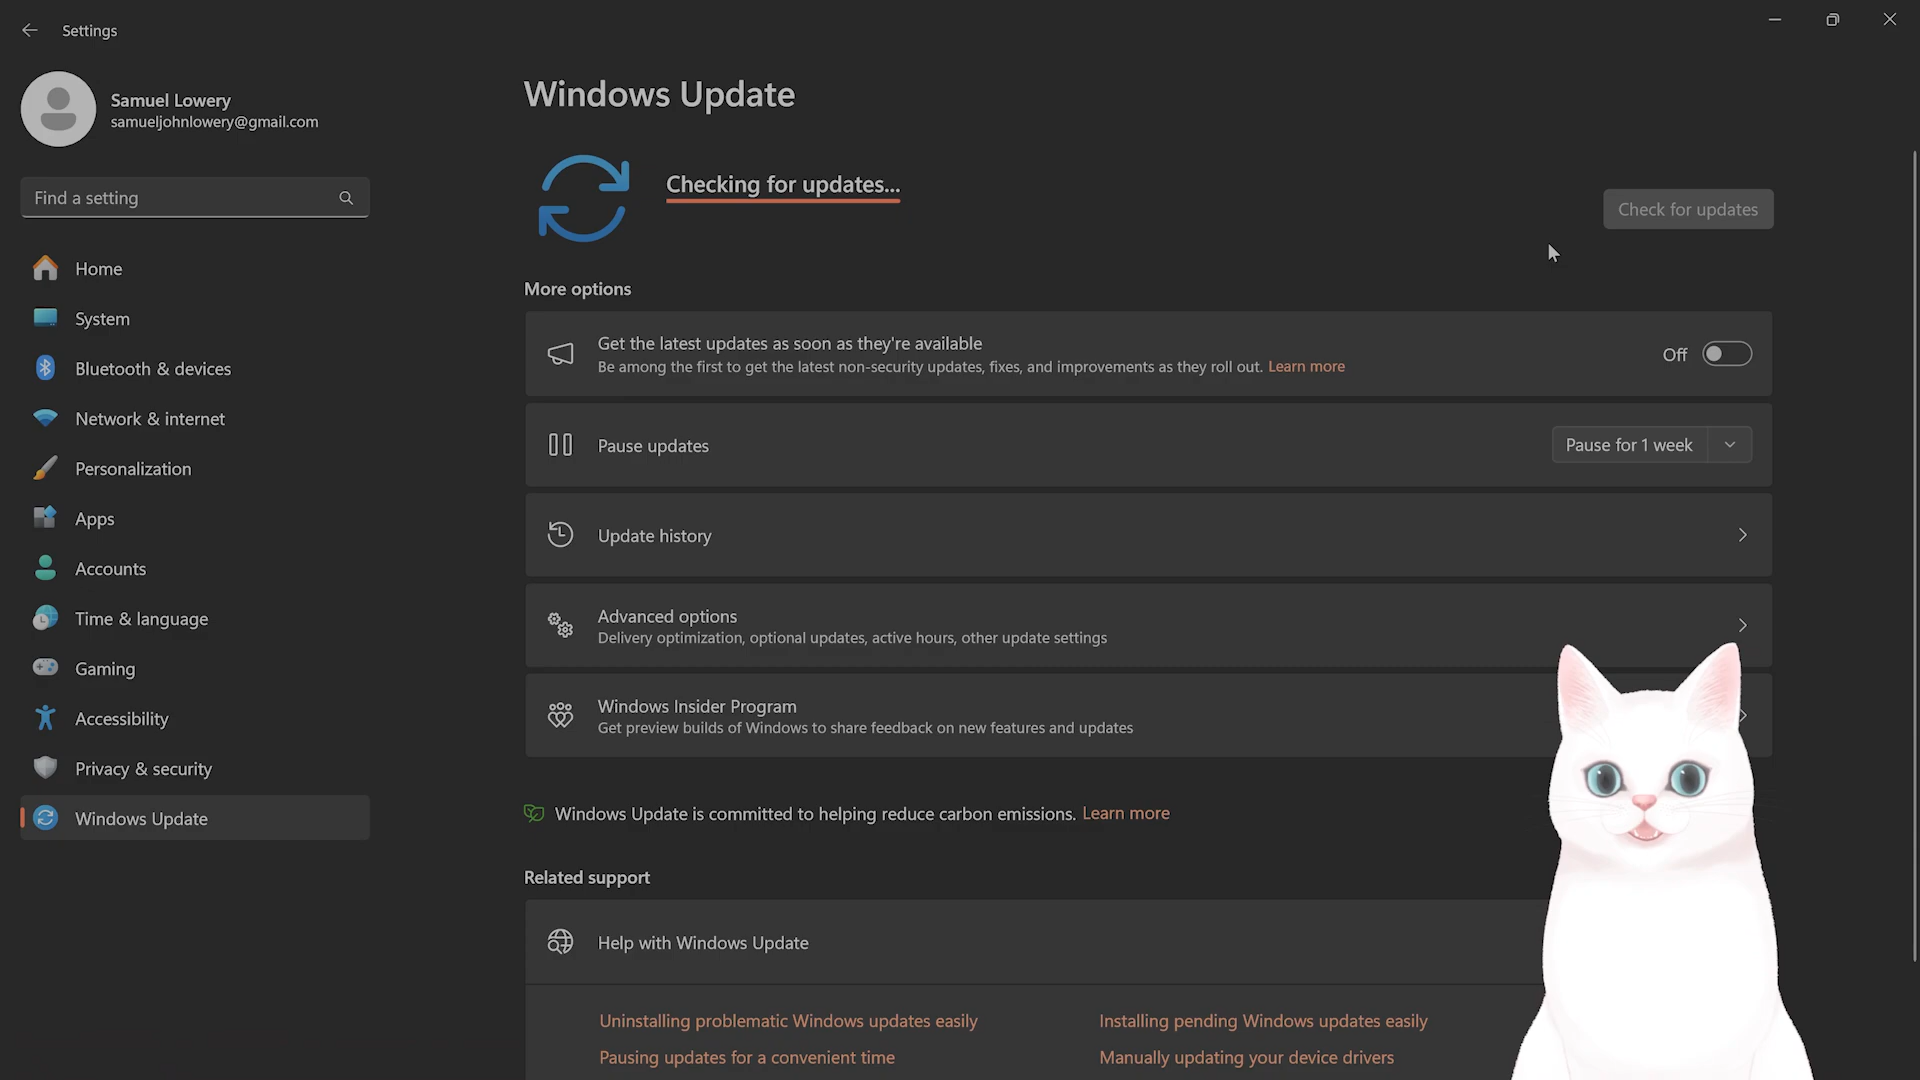 Settings
Samuel Lowery
samueljohnlowery@gmail.com
Find a setting
Home
System
Bluetooth & devices
Network & internet
Personalization
Apps
Accounts
Time & language
Gaming
Accessibility
Privacy & security
Windows Update
Windows Update
Checking for updates...
Check for updates
More options
Get the latest updates as soon as they're available
Be among the first to get the latest non-security updates, fixes, and improvements as they roll out. Learn more
Off
Pause updates
Pause for 1 week
Update history
Advanced options
Delivery optimization, optional updates, active hours, other update settings
Windows Insider Program
Get preview builds of Windows to share feedback on new features and updates
Windows Update is committed to helping reduce carbon emissions. Learn more
Related support
Help with Windows Update
Uninstalling problematic Windows updates easily
Installing pending Windows updates easily
Pausing updates for a convenient time
Manually updating your device drivers